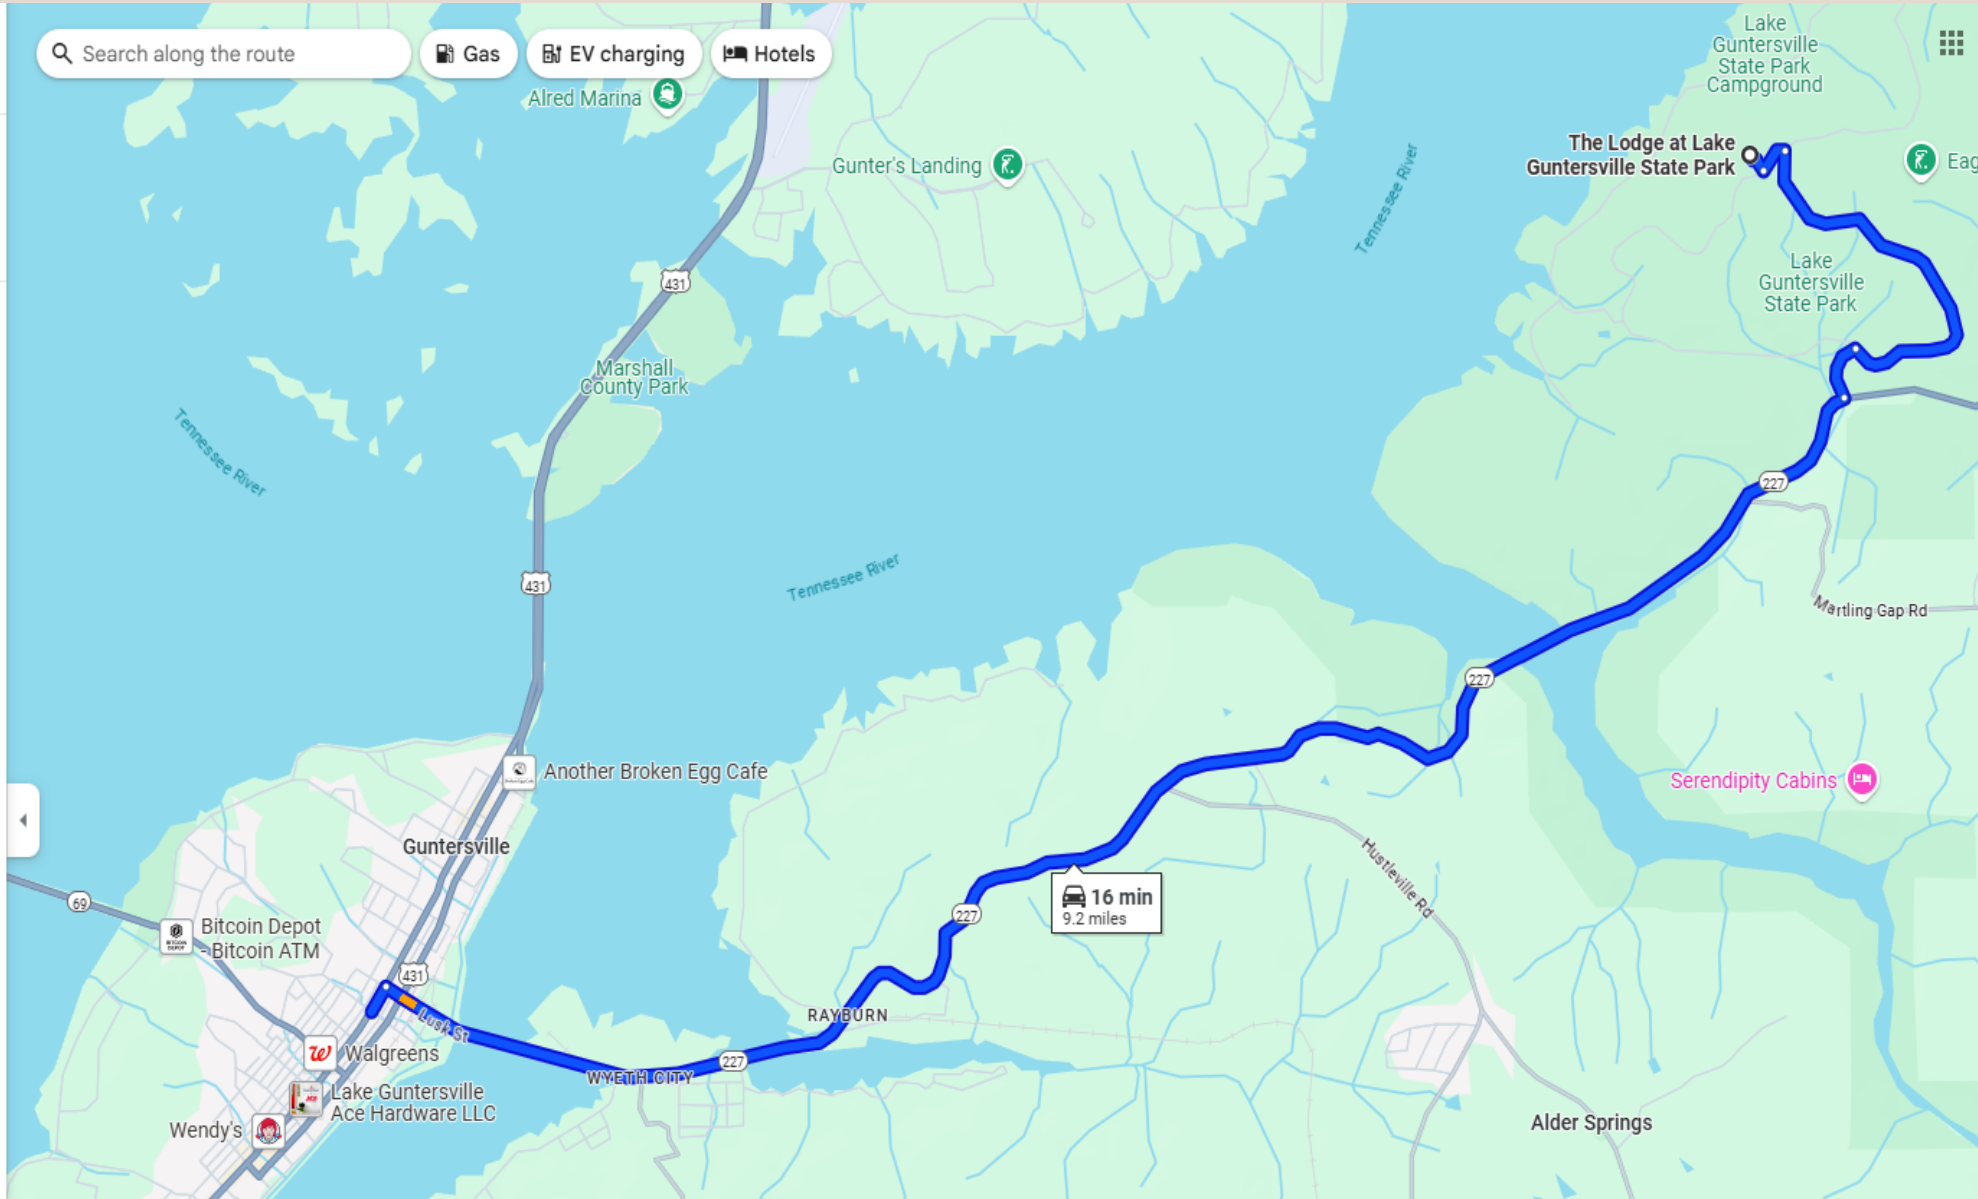 Search along the route
Gas
EV charging
Hotels
Lake
Guntersville
State Park
Campground
Alred Marina
The Lodge at Lake
Guntersville State Park
Gunter's Landing
Eag
Tennessee River
431
Lake
Guntersville
State Park
Marshall
County Park
Tennessee River
227
431
Tennessee River
Martling Gap Rd
227
Another Broken Egg Cafe
Serendipity Cabins
Guntersville
Hustleville Rd
16 min
9.2 miles
69
227
Bitcoin Depot
- Bitcoin ATM
431
Lusk St
RAYBURN
Walgreens
227
WYETH CITY
Lake Guntersville
Ace Hardware LLC
Wendy's
Alder Springs